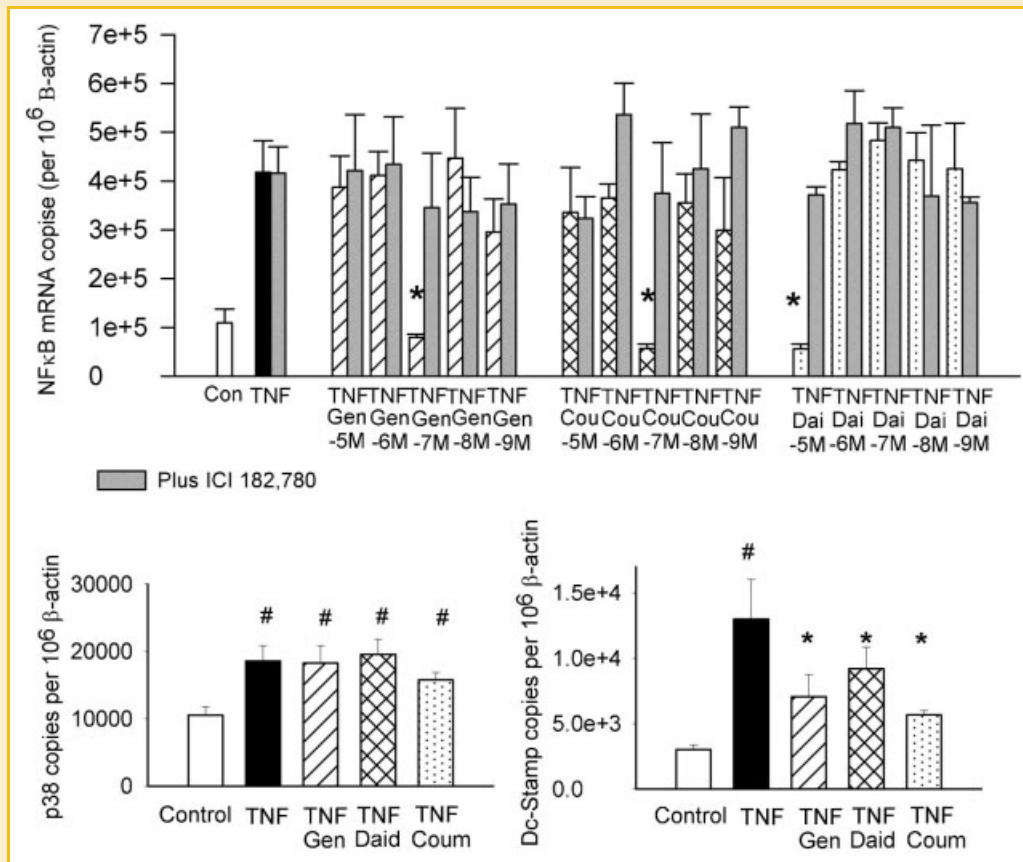 NFκB mRNA copise (per 10⁶ B-actin)
7e+5
6e+5
5e+5
4e+5
3e+5
2e+5
1e+5
0
* * *
Con TNF TNF TNF TNF TNF TNF TNF TNF TNF TNF TNF TNF TNF TNF TNF TNF
Gen Gen Gen Gen Gen Cou Cou Cou Cou Cou Dai Dai Dai Dai Dai
-5M -6M -7M -8M -9M -5M -6M -7M -8M -9M -5M -6M -7M -8M -9M
Plus ICI 182,780
p38 copies per 10⁶ β-actin
30000
20000
10000
0
# # # #
Control TNF TNF TNF TNF
Gen Daid Coum
Dc-Stamp copies per 10⁶ β-actin
1.5e+4
1.0e+4
5.0e+3
0.0
# * * *
Control TNF TNF TNF TNF
Gen Daid Coum